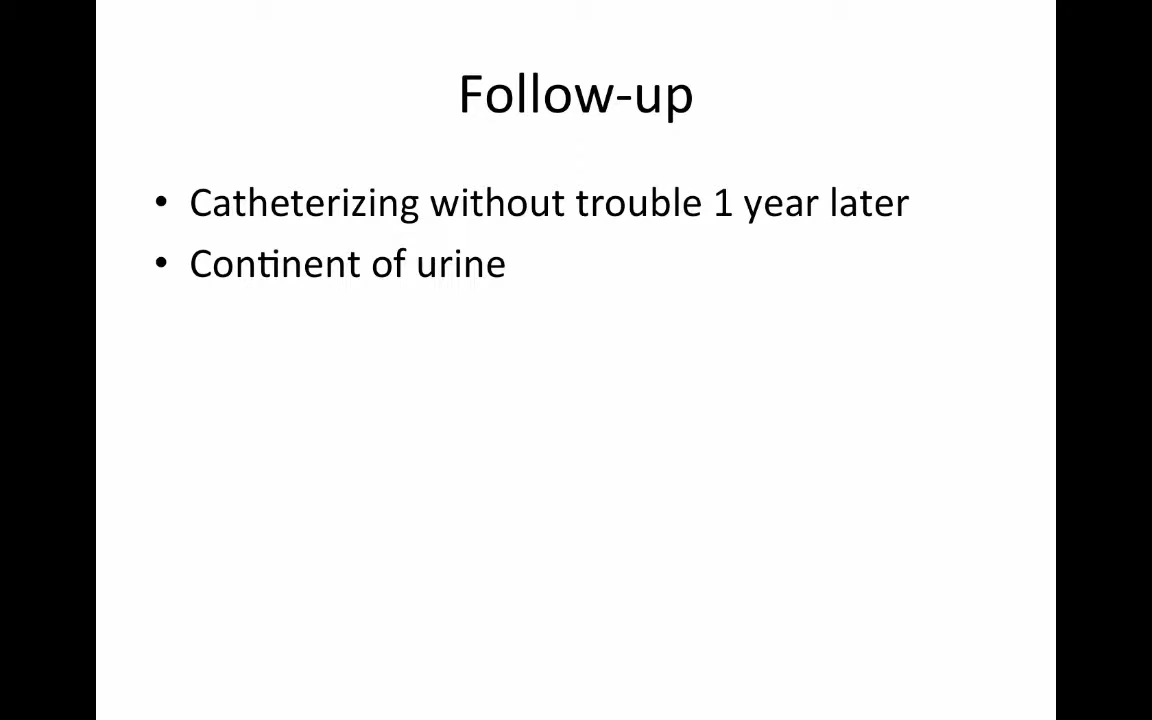 Follow-up
• Catheterizing without trouble 1 year later
• Continent of urine